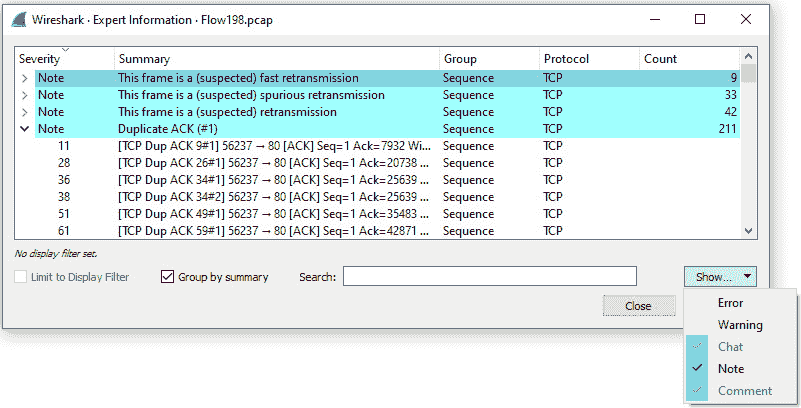 Wireshark · Expert Information · Flow198.pcap
Severity Summary Group Protocol Count
Note This frame is a (suspected) fast retransmission Sequence TCP 9
Note This frame is a (suspected) spurious retransmission Sequence TCP 33
Note This frame is a (suspected) retransmission Sequence TCP 42
Note Duplicate ACK (#1) Sequence TCP 211
11 [TCP Dup ACK 9#1] 56237 → 80 [ACK] Seq=1 Ack=7932 Wi... Sequence TCP
28 [TCP Dup ACK 26#1] 56237 → 80 [ACK] Seq=1 Ack=20738 ... Sequence TCP
36 [TCP Dup ACK 34#1] 56237 → 80 [ACK] Seq=1 Ack=25639 ... Sequence TCP
38 [TCP Dup ACK 34#2] 56237 → 80 [ACK] Seq=1 Ack=25639 ... Sequence TCP
51 [TCP Dup ACK 49#1] 56237 → 80 [ACK] Seq=1 Ack=35483 ... Sequence TCP
61 [TCP Dup ACK 59#1] 56237 → 80 [ACK] Seq=1 Ack=42871 ... Sequence TCP
No display filter set.
Limit to Display Filter Group by summary Search: Show...
Close
Error
Warning
Chat
Note
Comment